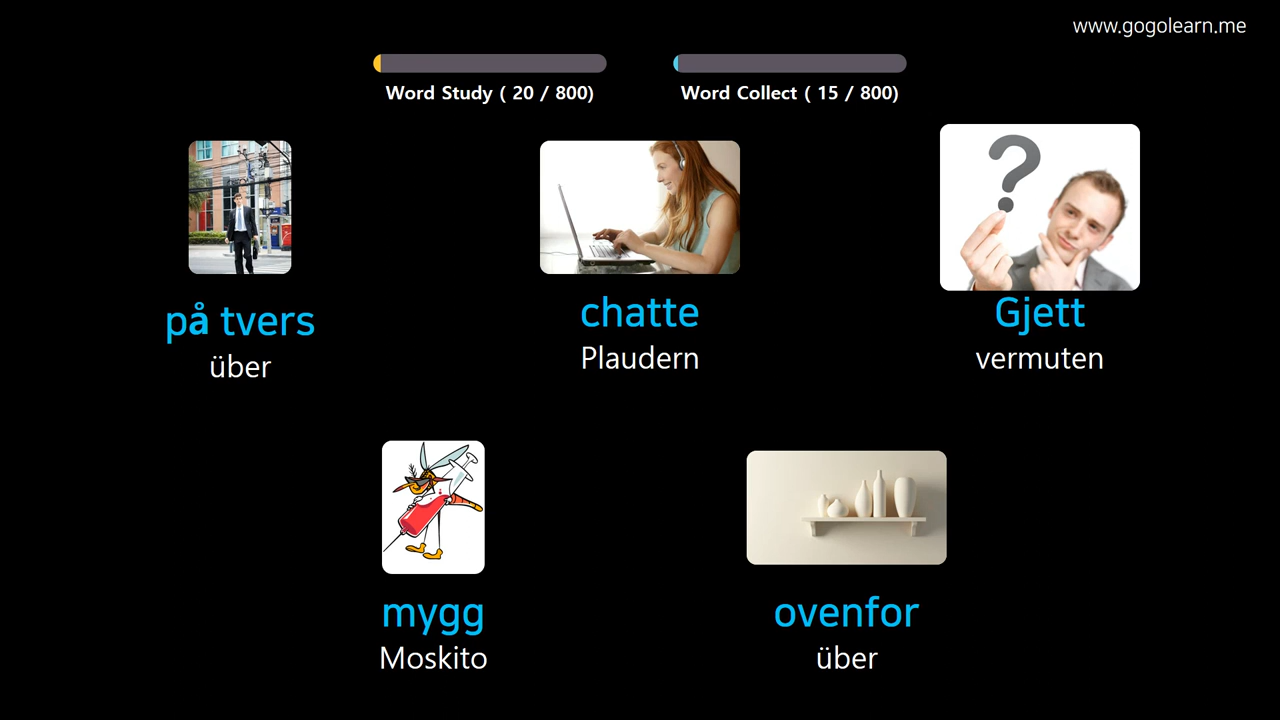 www.gogolearn.me
Word Study ( 20 / 800)
Word Collect ( 15 / 800)
på tvers
über
chatte
Plaudern
Gjett
vermuten
mygg
Moskito
ovenfor
über